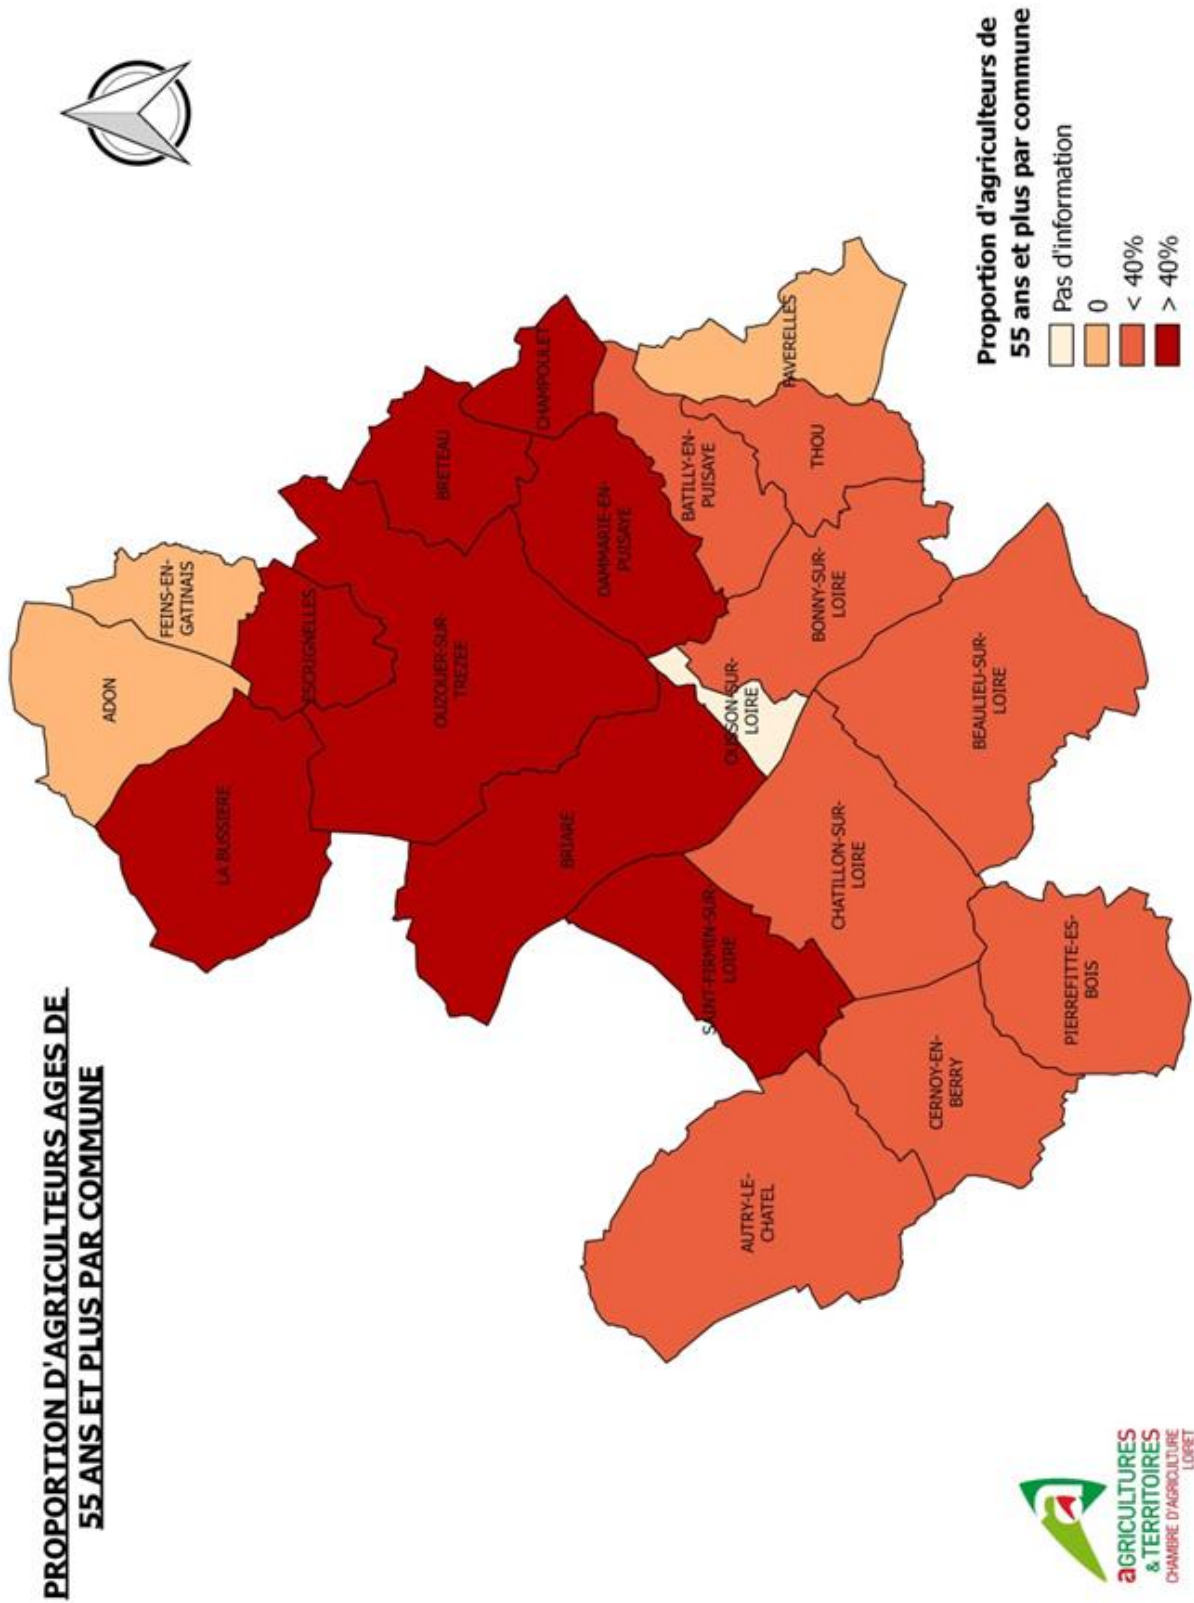 PROPORTION D'AGRICULTEURS AGES DE
55 ANS ET PLUS PAR COMMUNE
ADON
FEINS-EN-
GATINAIS
LA BUSSIERE
ESCRIGNELLES
OUZOUER-SUR
TREZEE
BRETEAU
CHAMPOULET
BRIARE
DAMMARIE-EN-
PUISAYE
BATILLY-EN-
PUISAYE
FAVERELLES
THOU
SAINT-FIRMIN-SUR-
LOIRE
OUSSON-SUR-
LOIRE
BONNY-SUR-
LOIRE
AUTRY-LE-
CHATEL
CHATILLON-SUR-
LOIRE
CERNOY-EN-
BERRY
BEAULIEU-SUR-
LOIRE
PIERREFITTE-ES-
BOIS
Proportion d'agriculteurs de
55 ans et plus par commune
Pas d'information
0
< 40%
> 40%
aGRICULTURES
& TERRITOIRES
CHAMBRE D'AGRICULTURE
LOIRET